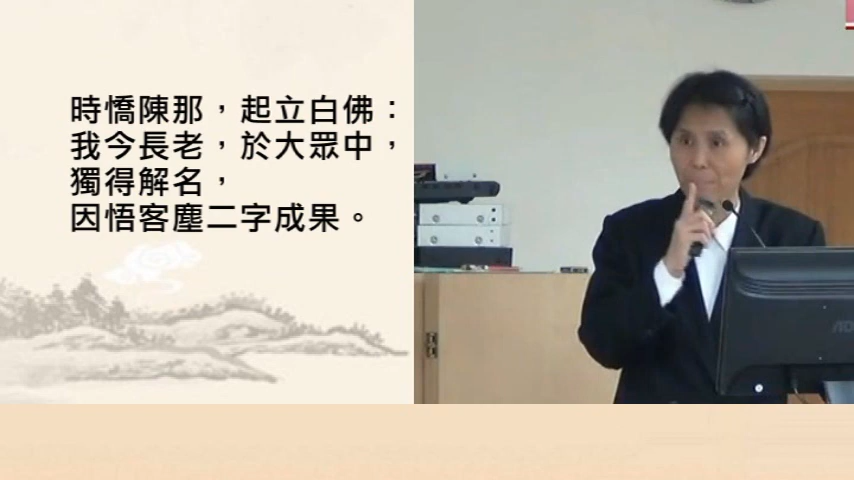 時憍陳那，起立白佛：
我今長老，於大眾中，
獨得解名，
因悟客塵二字成果。
AOC